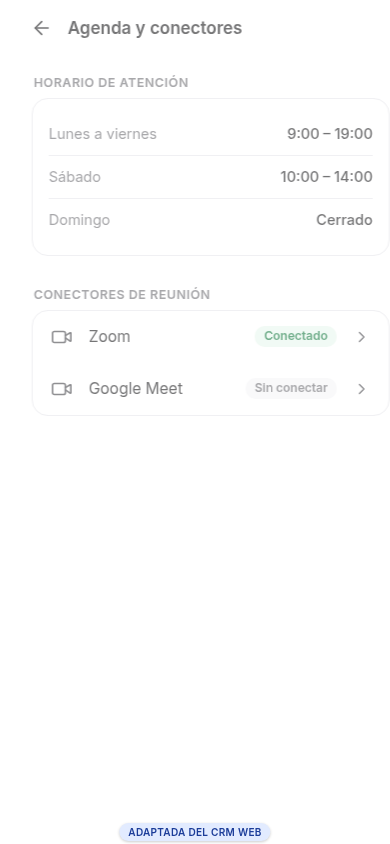 Agenda y conectores
HORARIO DE ATENCIÓN
Lunes a viernes 9:00 – 19:00
Sábado 10:00 – 14:00
Domingo Cerrado
CONECTORES DE REUNIÓN
Zoom Conectado
Google Meet Sin conectar
ADAPTADA DEL CRM WEB